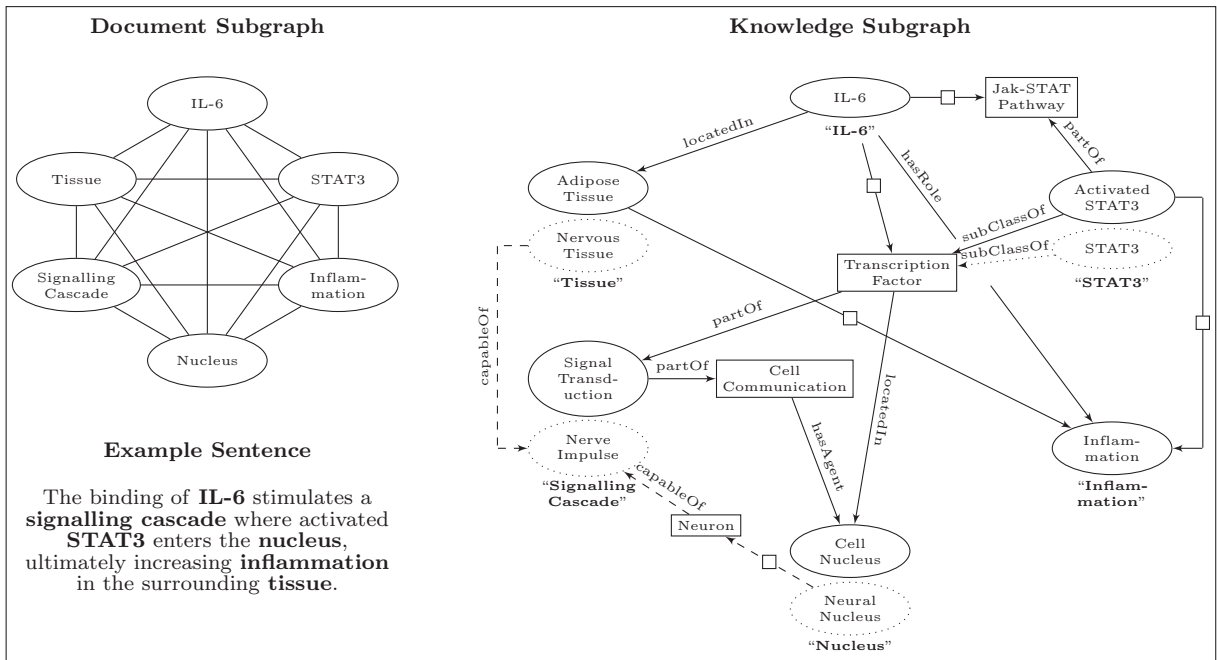 Document Subgraph
IL-6
Tissue
STAT3
Signalling
Cascade
Inflam-
mation
Nucleus
Example Sentence
The binding of IL-6 stimulates a
signalling cascade where activated
STAT3 enters the nucleus,
ultimately increasing inflammation
in the surrounding tissue.
Knowledge Subgraph
IL-6
"IL-6"
Jak-STAT
Pathway
locatedIn
hasRole
partOf
Adipose
Tissue
Activated
STAT3
Nervous
Tissue
"Tissue"
subClassOf
subClassOf
STAT3
"STAT3"
Transcription
Factor
partOf
capableOf
Signal
Transd-
uction
partOf
Cell
Communication
locatedIn
hasAgent
Nerve
Impulse
"Signalling
Cascade"
Inflam-
mation
"Inflam-
mation"
capableOf
Neuron
Cell
Nucleus
Neural
Nucleus
"Nucleus"